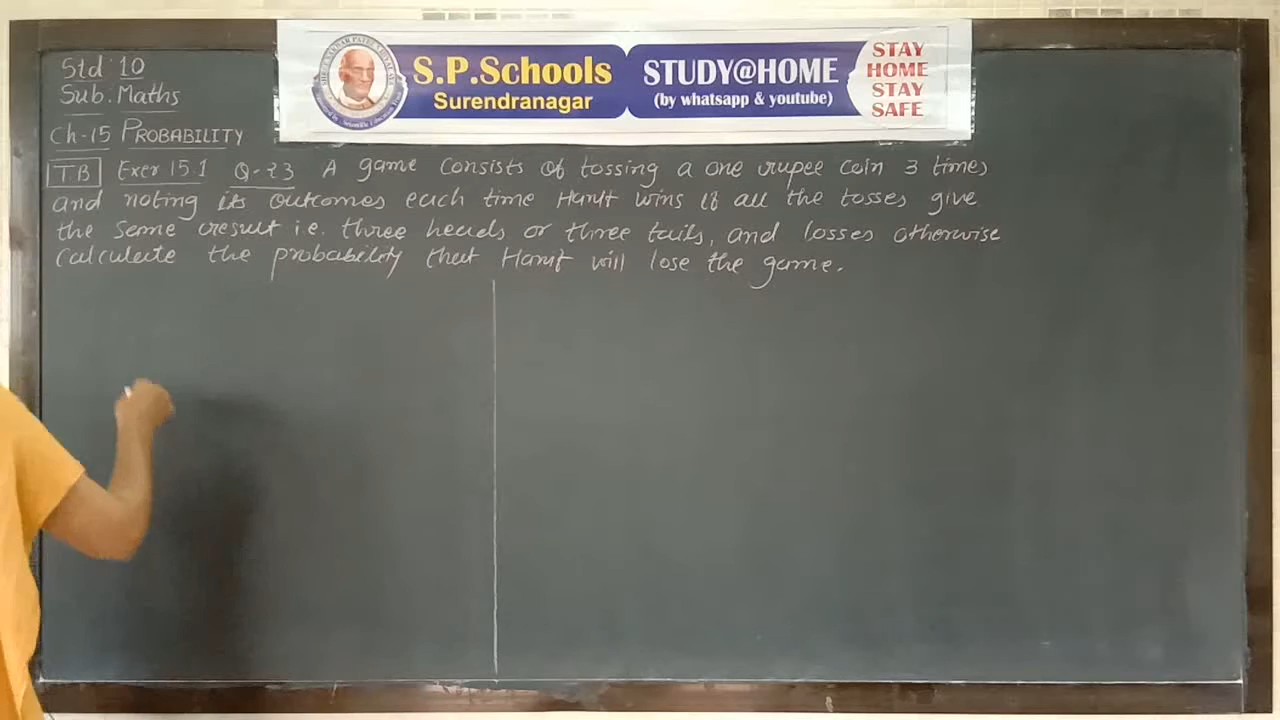 Std 10
Sub. Maths
Ch-15 PROBABILITY
S.P.Schools
Surendranagar
STUDY@HOME
(by whatsapp & youtube)
STAY
HOME
STAY
SAFE
TB Exer 15.1 Q-23 A game consists of tossing a one rupee coin 3 times
and noting its outcomes each time Hanif wins if all the tosses give
the same result i.e. three heads or three tails, and losses otherwise
calculate the probability that Hanif will lose the game.